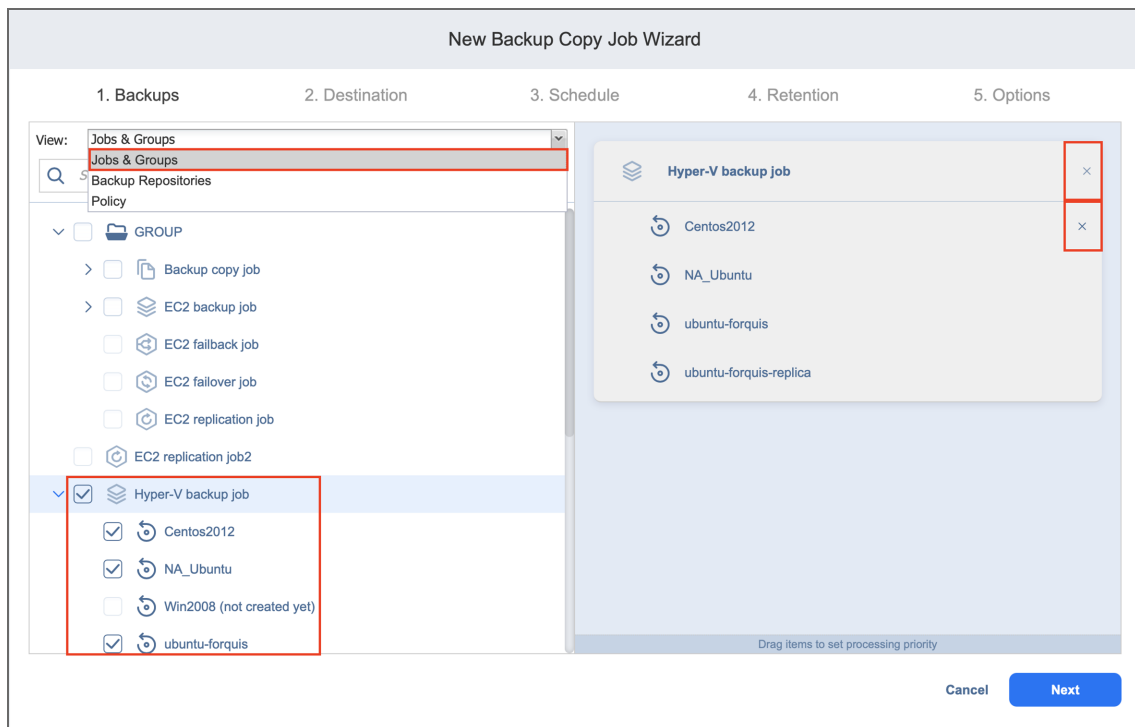 New Backup Copy Job Wizard
1. Backups
2. Destination
3. Schedule
4. Retention
5. Options
View:
Jobs & Groups
Jobs & Groups
Backup Repositories
Policy
S
GROUP
Backup copy job
EC2 backup job
EC2 failback job
EC2 failover job
EC2 replication job
EC2 replication job2
Hyper-V backup job
Centos2012
NA_Ubuntu
Win2008 (not created yet)
ubuntu-forquis
Hyper-V backup job
Centos2012
NA_Ubuntu
ubuntu-forquis
ubuntu-forquis-replica
Drag items to set processing priority
Cancel
Next